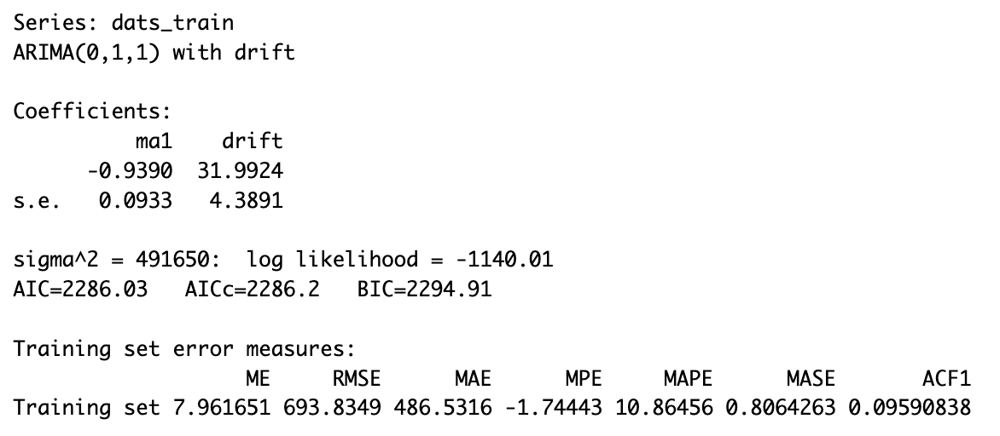 Series: dats_train
ARIMA(0,1,1) with drift
Coefficients:
ma1 drift
-0.9390 31.9924
s.e. 0.0933 4.3891
sigma^2 = 491650: log likelihood = -1140.01
AIC=2286.03 AICc=2286.2 BIC=2294.91
Training set error measures:
ME RMSE MAE MPE MAPE MASE ACF1
Training set 7.961651 693.8349 486.5316 -1.74443 10.86456 0.8064263 0.09590838